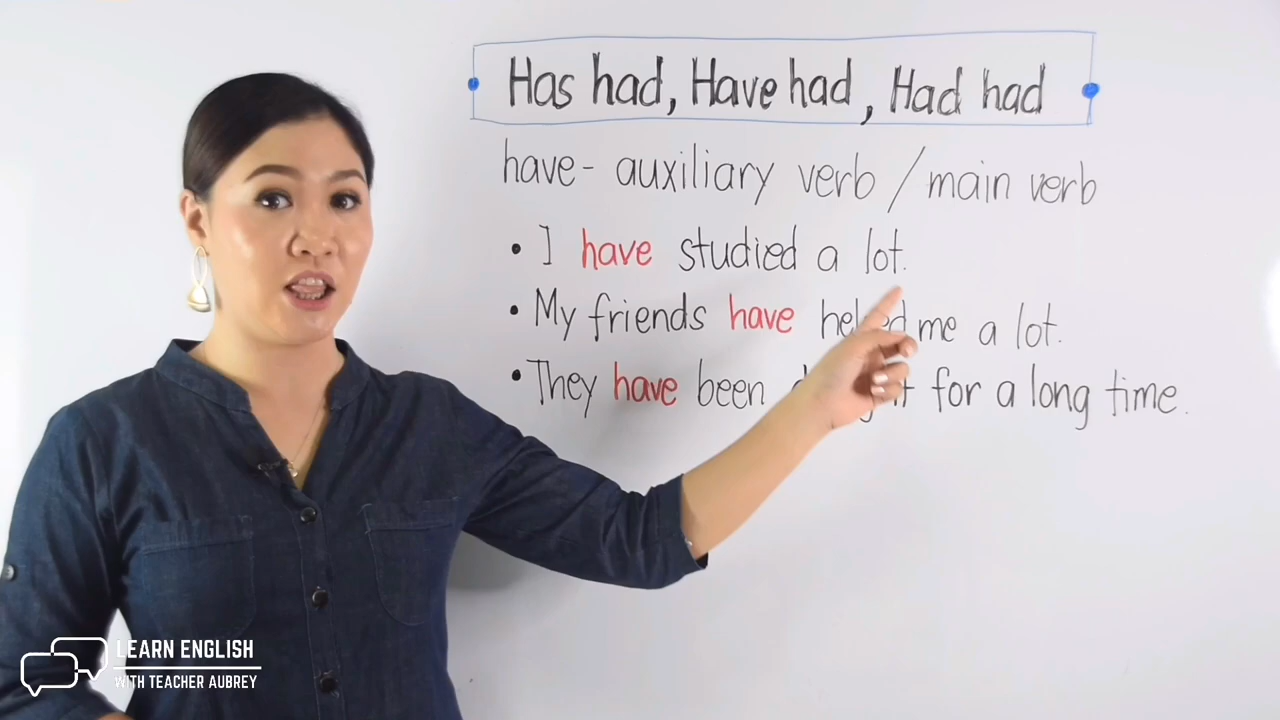 Has had, Have had, Had had
have- auxiliary verb / main verb
• I have studied a lot.
• My friends have helped me a lot.
• They have been for a long time.
LEARN ENGLISH
WITH TEACHER AUBREY